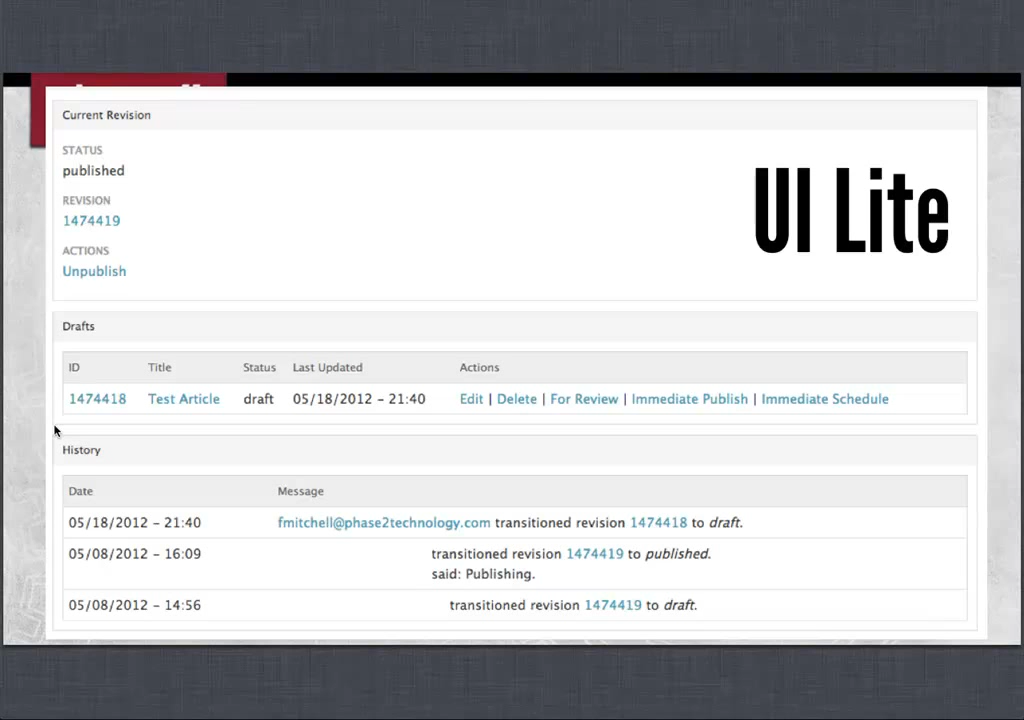 Current Revision
STATUS
published
UI Lite
REVISION
1474419
ACTIONS
Unpublish
Drafts
ID Title Status Last Updated Actions
1474418 Test Article draft 05/18/2012 - 21:40 Edit | Delete | For Review | Immediate Publish | Immediate Schedule
History
Date Message
05/18/2012 - 21:40 fmitchell@phase2technology.com transitioned revision 1474418 to draft.
05/08/2012 - 16:09 transitioned revision 1474419 to published.
said: Publishing.
05/08/2012 - 14:56 transitioned revision 1474419 to draft.